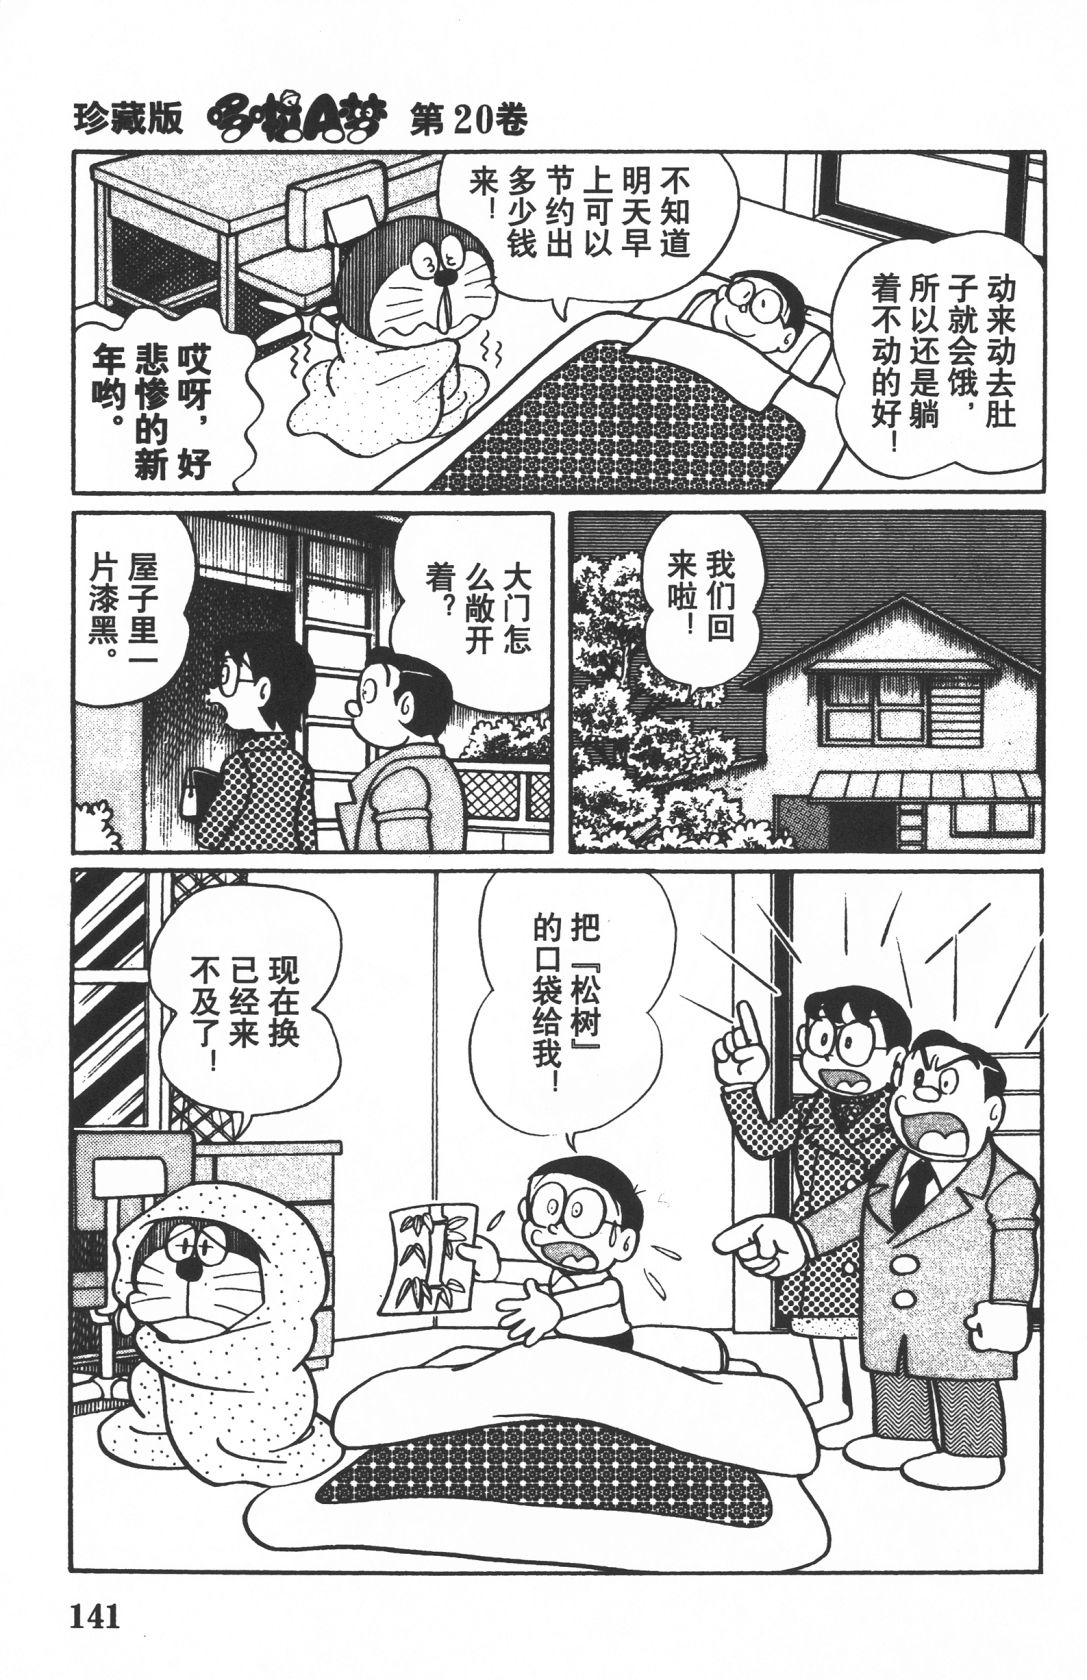 珍藏版 哆啦A梦 第20卷
动来动去肚
子就会饿，
所以还是躺
着不动的好！
不知道
明天早
上可以
节约出
多少钱
来！
哎呀，好
悲惨的新
年哟。
我们回
来啦！
大门怎
么敞开
着？
屋子里一
片漆黑。
把『松树』
的口袋给我！
现在换
已经来
不及了！
141